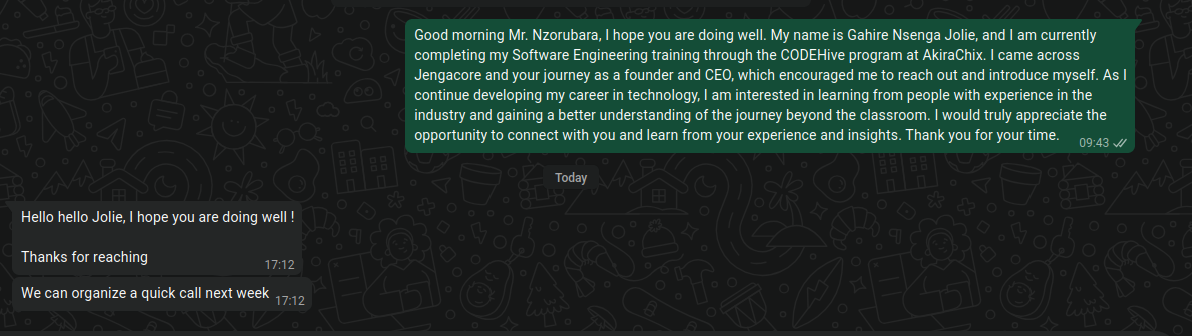 Good morning Mr. Nzorubara, I hope you are doing well. My name is Gahire Nsenga Jolie, and I am currently
completing my Software Engineering training through the CODEHive program at AkiraChix. I came across
Jengacore and your journey as a founder and CEO, which encouraged me to reach out and introduce myself. As I
continue developing my career in technology, I am interested in learning from people with experience in the
industry and gaining a better understanding of the journey beyond the classroom. I would truly appreciate the
opportunity to connect with you and learn from your experience and insights. Thank you for your time.
09:43
Today
Hello hello Jolie, I hope you are doing well !
Thanks for reaching
17:12
We can organize a quick call next week
17:12